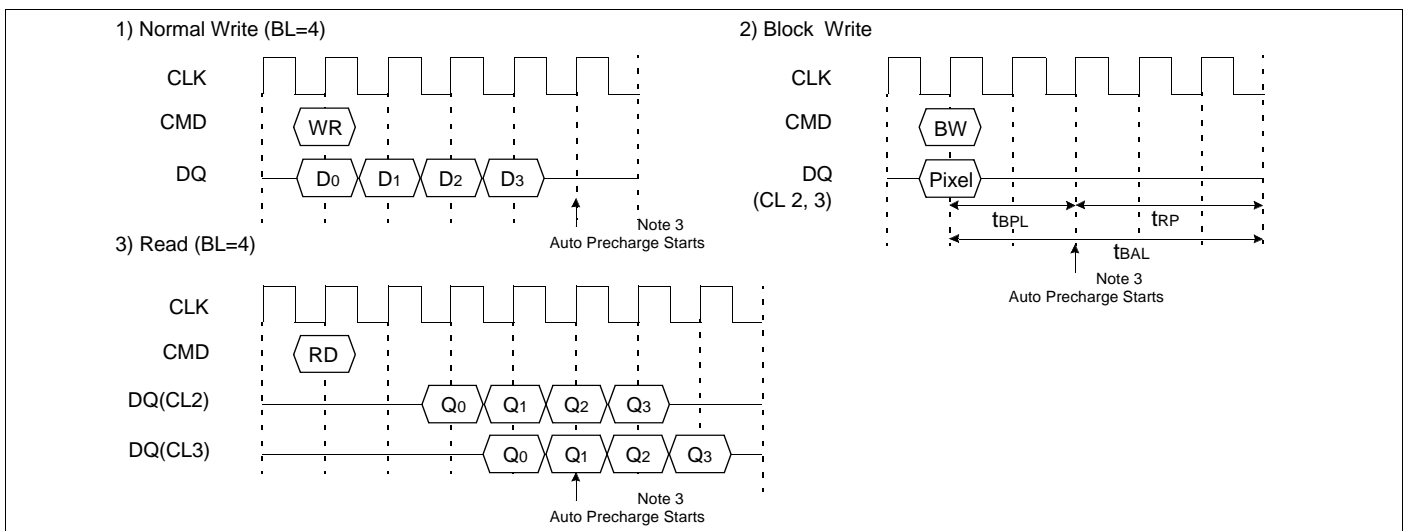 1) Normal Write (BL=4)
CLK
CMD
WR
DQ
D0 D1 D2 D3
Note 3
Auto Precharge Starts
2) Block Write
CLK
CMD
BW
DQ
(CL 2, 3)
Pixel
tBPL tRP
tBAL
Note 3
Auto Precharge Starts
3) Read (BL=4)
CLK
CMD
RD
DQ(CL2)
Q0 Q1 Q2 Q3
DQ(CL3)
Q0 Q1 Q2 Q3
Note 3
Auto Precharge Starts